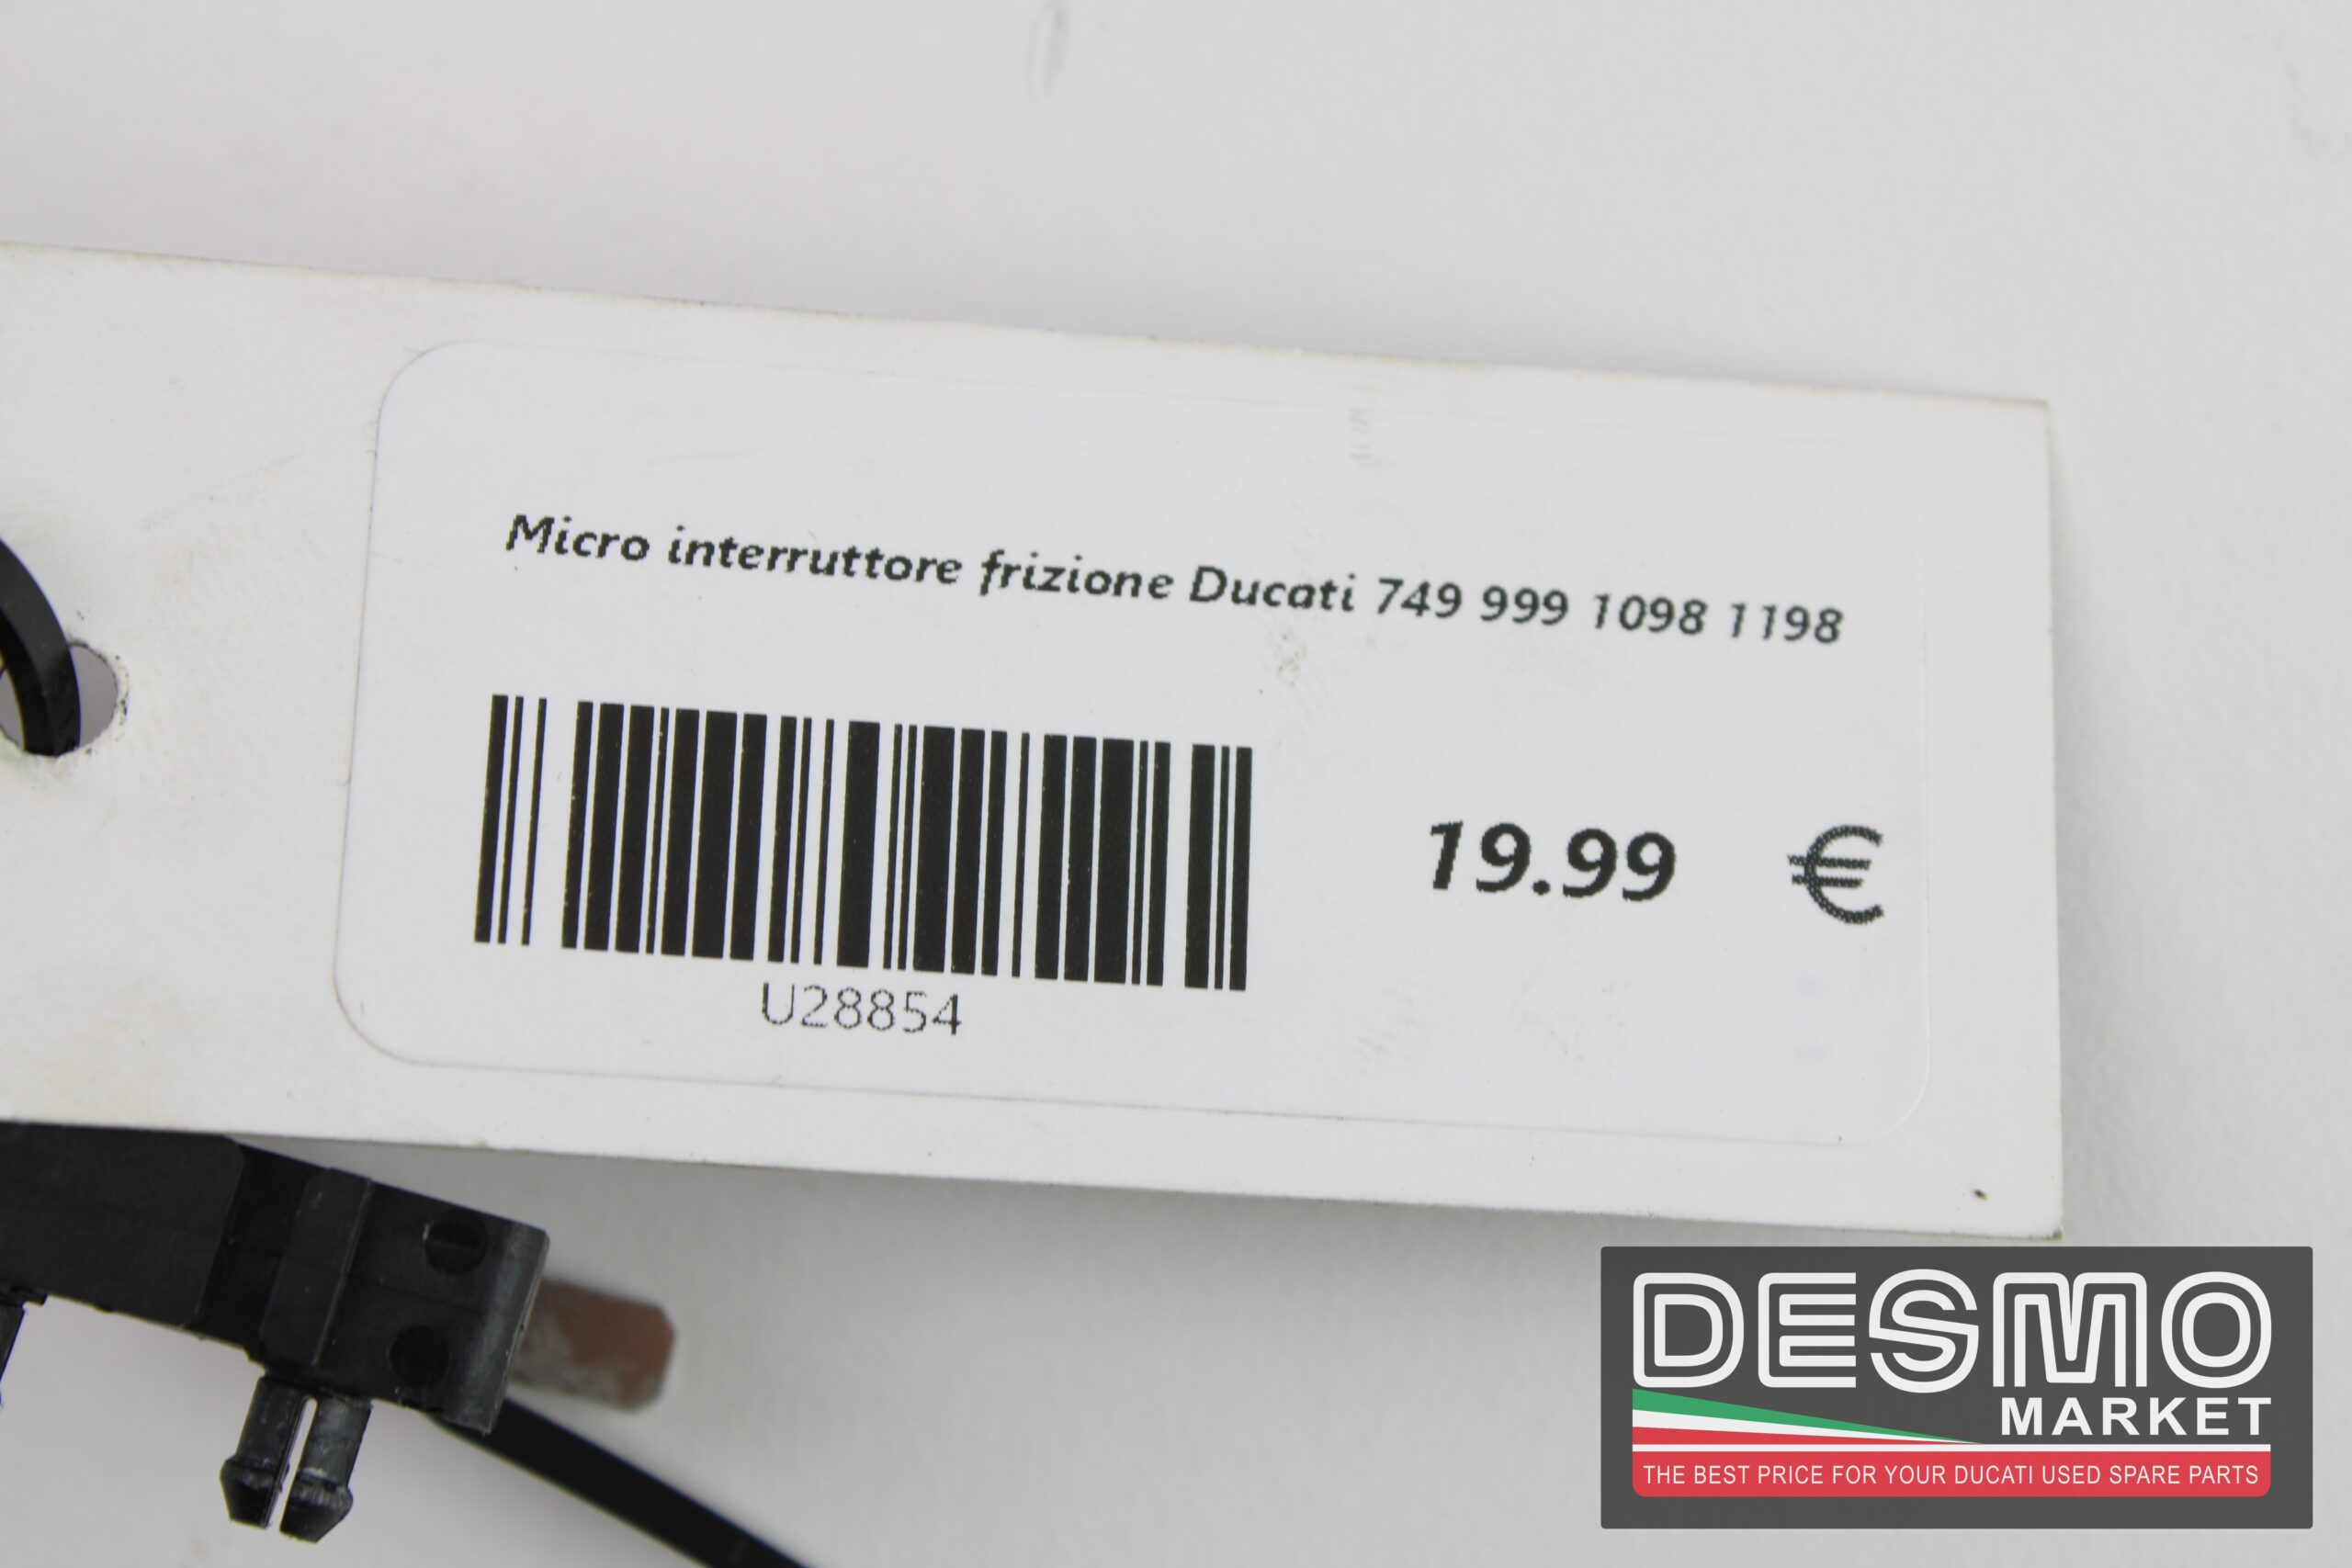 Micro interruttore frizione Ducati 749 999 1098 1198
19.99 €
U28854
DESMO
MARKET
THE BEST PRICE FOR YOUR DUCATI USED SPARE PARTS